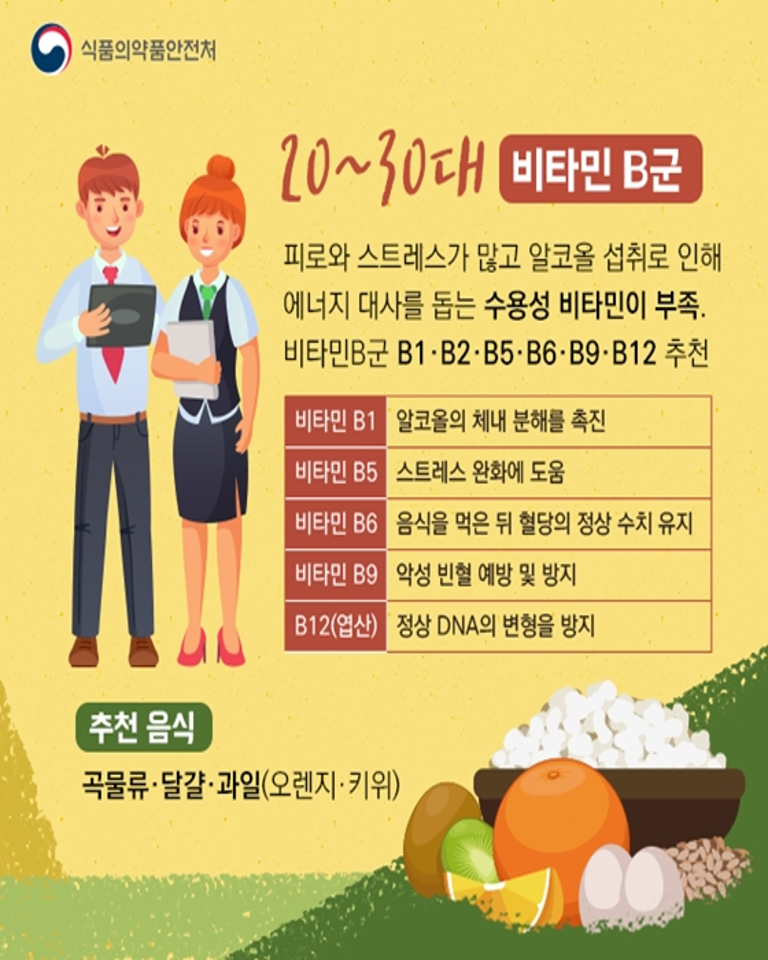 식품의약품안전처
20~30대 비타민 B군
피로와 스트레스가 많고 알코올 섭취로 인해
에너지 대사를 돕는 수용성 비타민이 부족.
비타민B군 B1·B2·B5·B6·B9·B12 추천
비타민 B1 알코올의 체내 분해를 촉진
비타민 B5 스트레스 완화에 도움
비타민 B6 음식을 먹은 뒤 혈당의 정상 수치 유지
비타민 B9 악성 빈혈 예방 및 방지
B12(엽산) 정상 DNA의 변형을 방지
추천 음식
곡물류·달걀·과일(오렌지·키위)